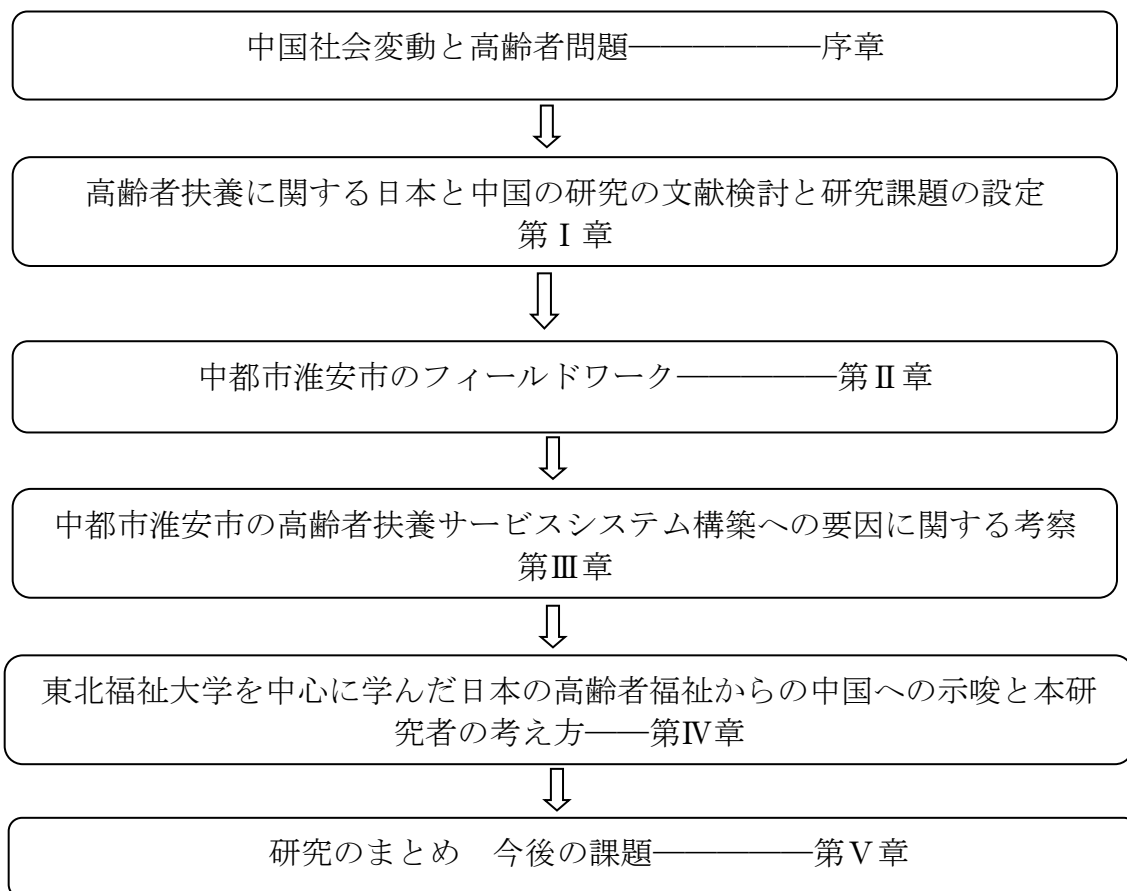 中国社会変動と高齢者問題———————序章
高齢者扶養に関する日本と中国の研究の文献検討と研究課題の設定
第Ⅰ章
中都市淮安市のフィールドワーク—————第Ⅱ章
中都市淮安市の高齢者扶養サービスシステム構築への要因に関する考察
第Ⅲ章
東北福祉大学を中心に学んだ日本の高齢者福祉からの中国への示唆と本研
究者の考え方——第Ⅳ章
研究のまとめ　今後の課題—————第Ⅴ章